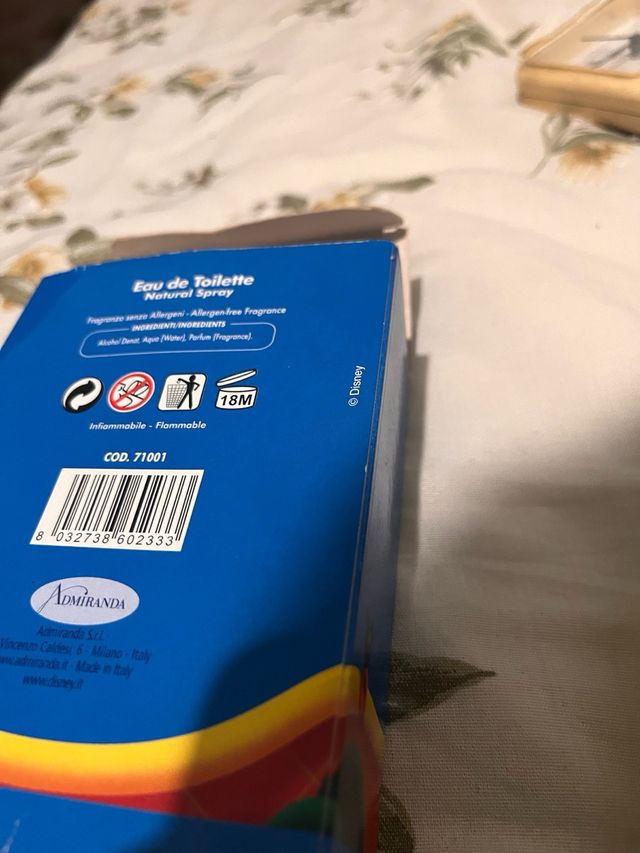 Eau de Toilette
Natural Spray
Fragranza senza Allergeni - Allergen-free Fragrance
INGREDIENTI/INGREDIENTS
Alcohol Denat, Aqua (Water), Parfum (Fragrance).
18M
Infiammabile - Flammable
© Disney
COD. 71001
8 032738 602333
ADMIRANDA
Admiranda S.r.l.
Vincenzo Caldesi, 6 - Milano - Italy
www.admiranda.it - Made in Italy
www.disney.it